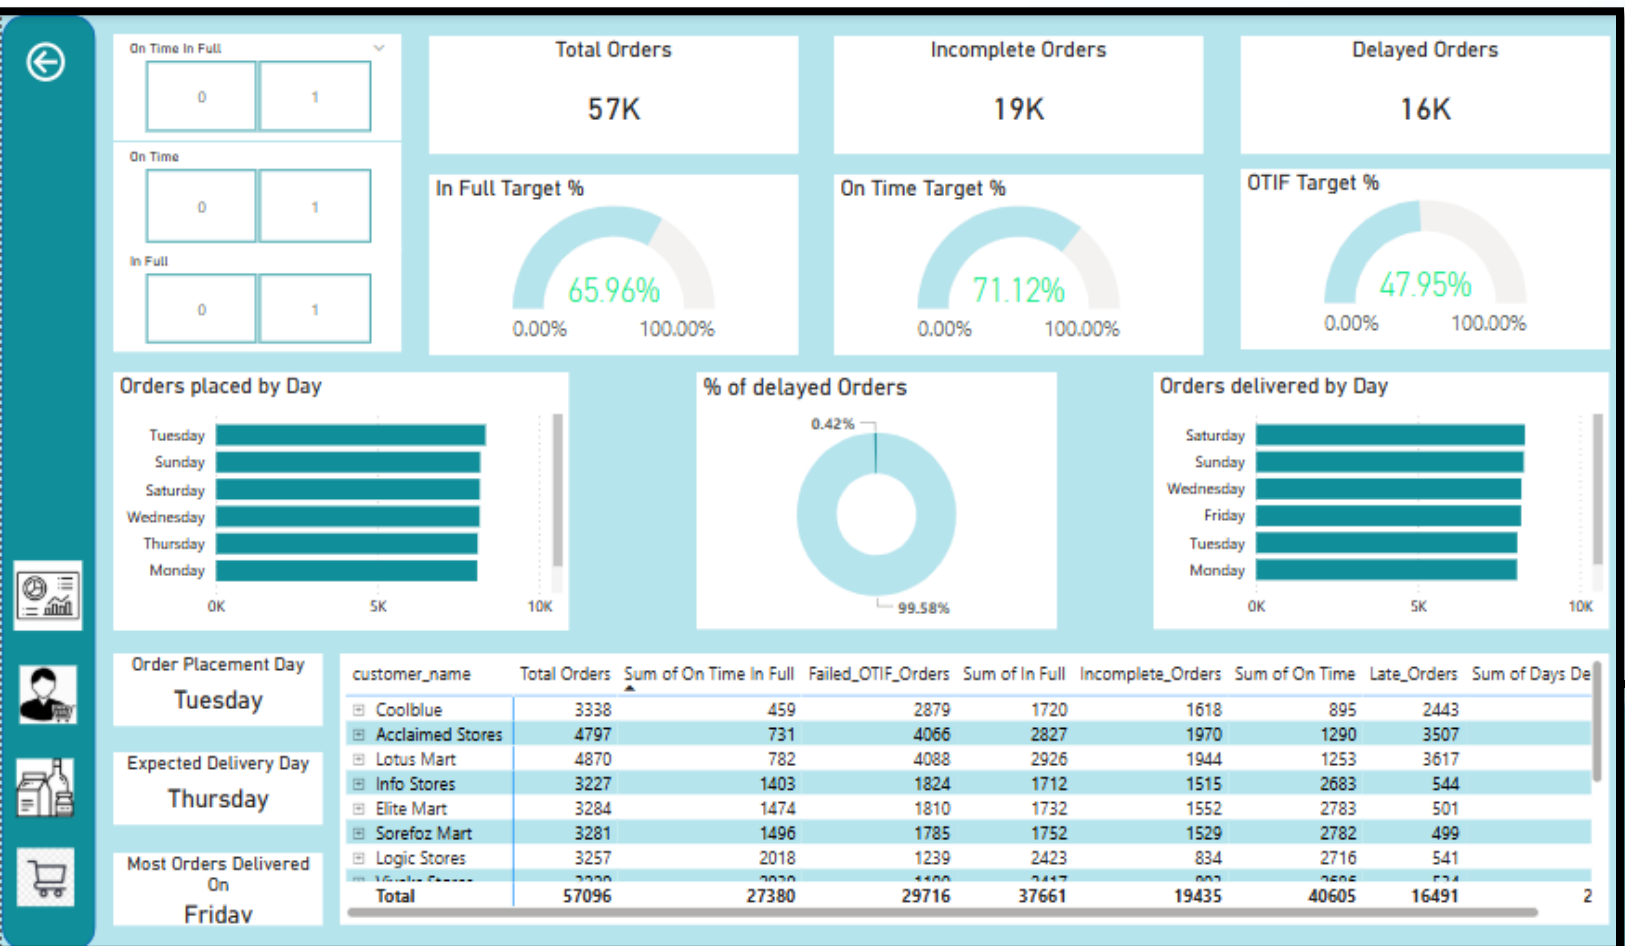 On Time In Full
0 1
On Time
0 1
In Full
0 1
Total Orders
57K
Incomplete Orders
19K
Delayed Orders
16K
In Full Target %
65.96%
0.00% 100.00%
On Time Target %
71.12%
0.00% 100.00%
OTIF Target %
47.95%
0.00% 100.00%
Orders placed by Day
Tuesday
Sunday
Saturday
Wednesday
Thursday
Monday
0K 5K 10K
% of delayed Orders
0.42%
99.58%
Orders delivered by Day
Saturday
Sunday
Wednesday
Friday
Tuesday
Monday
0K 5K 10K
Order Placement Day
Tuesday
Expected Delivery Day
Thursday
Most Orders Delivered
On
Friday
customer_name Total Orders Sum of On Time In Full Failed_OTIF_Orders Sum of In Full Incomplete_Orders Sum of On Time Late_Orders Sum of Days De
Coolblue 3338 459 2879 1720 1618 895 2443
Acclaimed Stores 4797 731 4066 2827 1970 1290 3507
Lotus Mart 4870 782 4088 2926 1944 1253 3617
Info Stores 3227 1403 1824 1712 1515 2683 544
Elite Mart 3284 1474 1810 1732 1552 2783 501
Sorefoz Mart 3281 1496 1785 1752 1529 2782 499
Logic Stores 3257 2018 1239 2423 834 2716 541
Total 57096 27380 29716 37661 19435 40605 16491 2